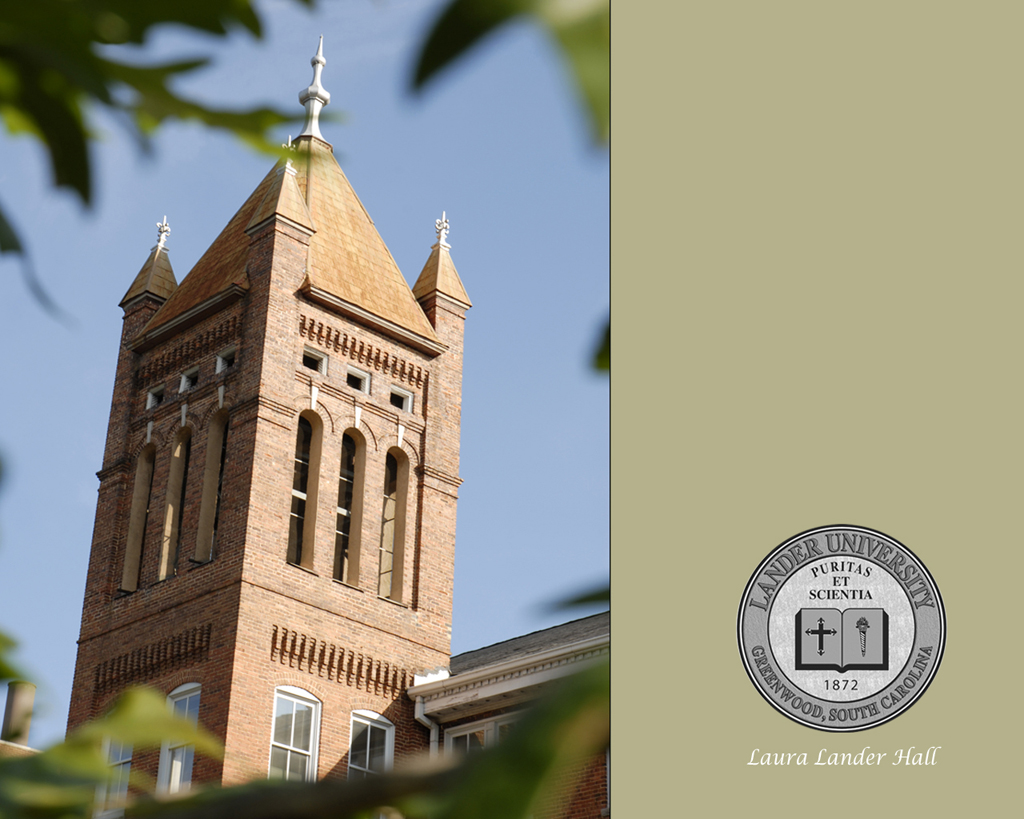 LANDER UNIVERSITY
PURITAS
ET
SCIENTIA
1872
GREENWOOD, SOUTH CAROLINA
Laura Lander Hall